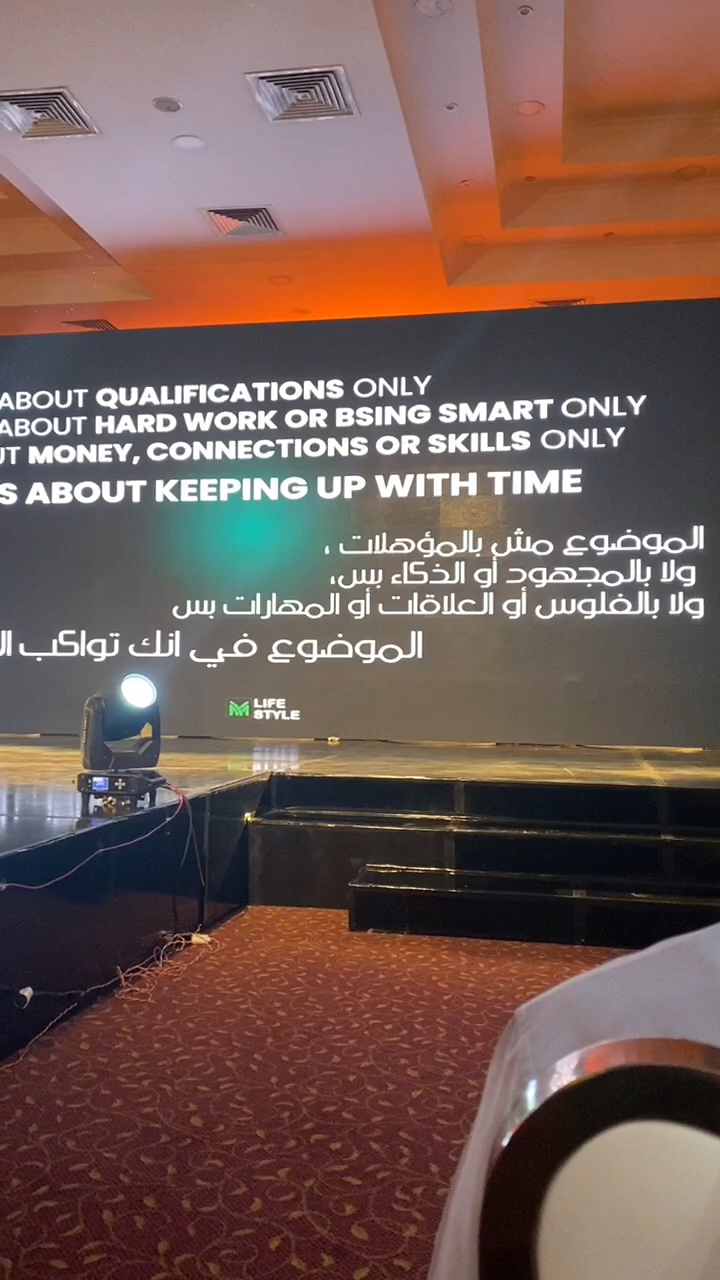 ABOUT QUALIFICATIONS ONLY
ABOUT HARD WORK OR BSING SMART ONLY
MONEY, CONNECTIONS OR SKILLS ONLY
ABOUT KEEPING UP WITH TIME
الموضوع مش بالمؤهلات ،
ولا بالمجهود أو الذكاء بس،
ولا بالفلوس أو العلاقات أو المهارات بس
الموضوع في انك تواكب
LIFE
STYLE